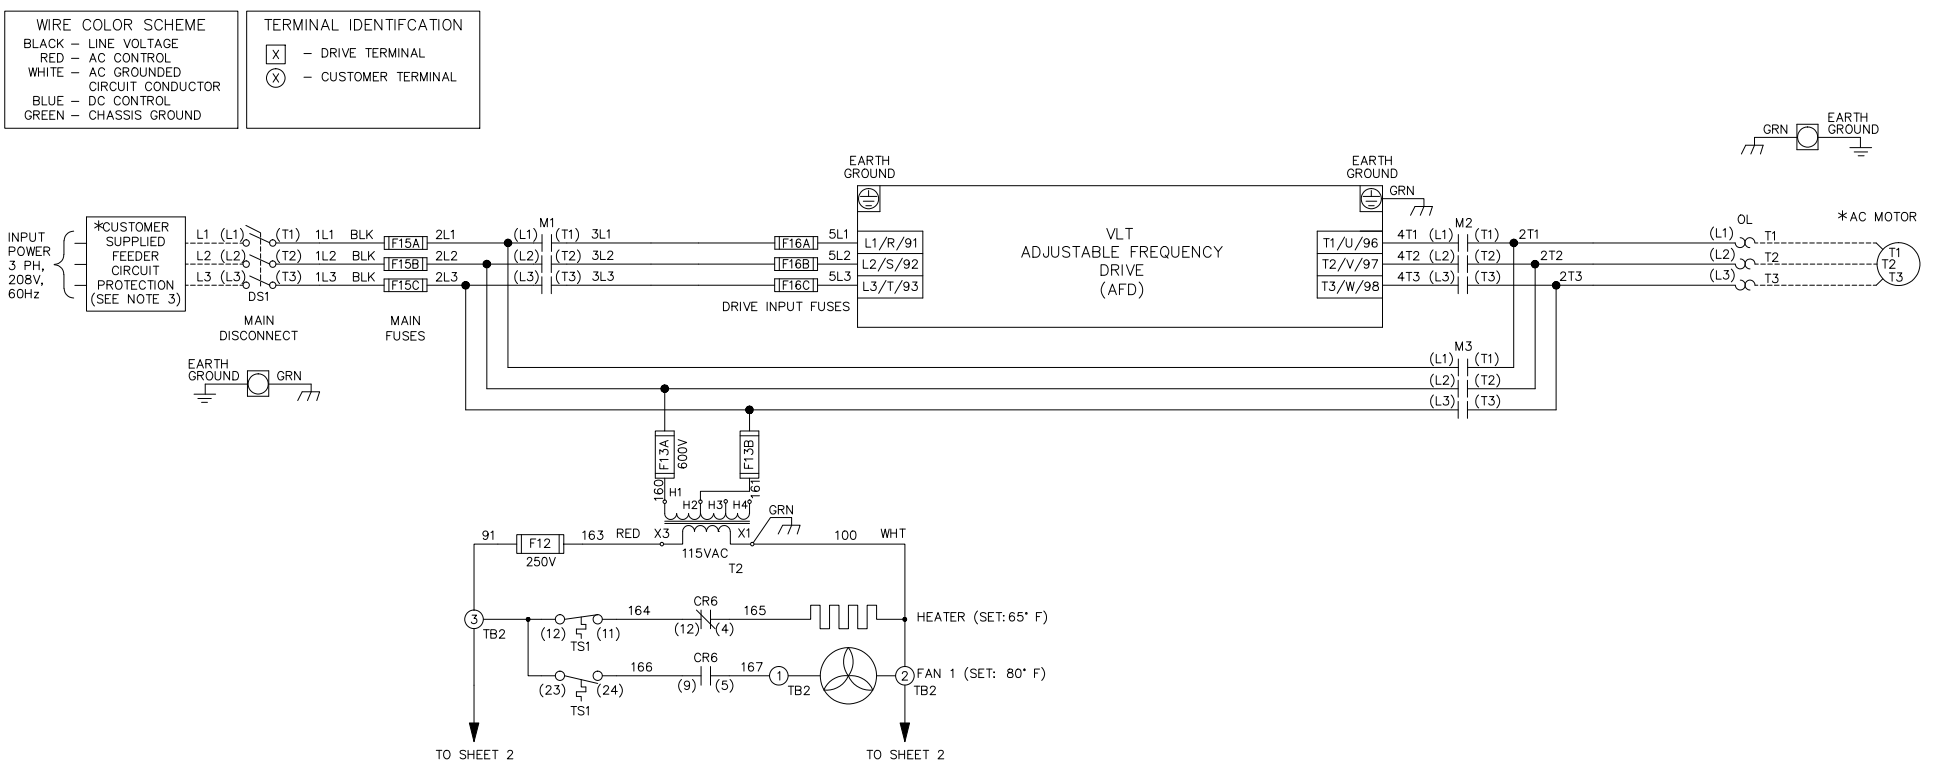 WIRE COLOR SCHEME
BLACK – LINE VOLTAGE
RED – AC CONTROL
WHITE – AC GROUNDED
CIRCUIT CONDUCTOR
BLUE – DC CONTROL
GREEN – CHASSIS GROUND
TERMINAL IDENTIFCATION
X – DRIVE TERMINAL
X – CUSTOMER TERMINAL
INPUT
POWER
3 PH,
208V,
60Hz
*CUSTOMER
SUPPLIED
FEEDER
CIRCUIT
PROTECTION
(SEE NOTE 3)
L1 (L1) (T1) 1L1 BLK F15A 2L1 (L1) M1 (T1) 3L1 F16A 5L1 L1/R/91
L2 (L2) (T2) 1L2 BLK F15B 2L2 (L2) (T2) 3L2 F16B 5L2 L2/S/92
L3 (L3) (T3) 1L3 BLK F15C 2L3 (L3) (T3) 3L3 F16C 5L3 L3/T/93
DS1
MAIN
DISCONNECT
MAIN
FUSES
DRIVE INPUT FUSES
EARTH
GROUND
GRN
EARTH
GROUND
VLT
ADJUSTABLE FREQUENCY
DRIVE
(AFD)
EARTH
GROUND
GRN
T1/U/96 4T1 (L1) M2 (T1) 2T1
T2/V/97 4T2 (L2) (T2) 2T2
T3/W/98 4T3 (L3) (T3) 2T3
GRN
EARTH
GROUND
OL
(L1) T1
(L2) T2
(L3) T3
*AC MOTOR
T1
T2
T3
M3
(L1) (T1)
(L2) (T2)
(L3) (T3)
F13A
600V
F13B
160
161
H1
H2 H3 H4
GRN
91 F12 163 RED X3 X1 100 WHT
250V
115VAC
T2
3
TB2
(12) (11)
TS1
164
CR6
(12) (4)
165
HEATER (SET:65° F)
(23) (24)
TS1
166
CR6
(9) (5)
167
1
TB2
2
TB2
FAN 1 (SET: 80° F)
TO SHEET 2
TO SHEET 2